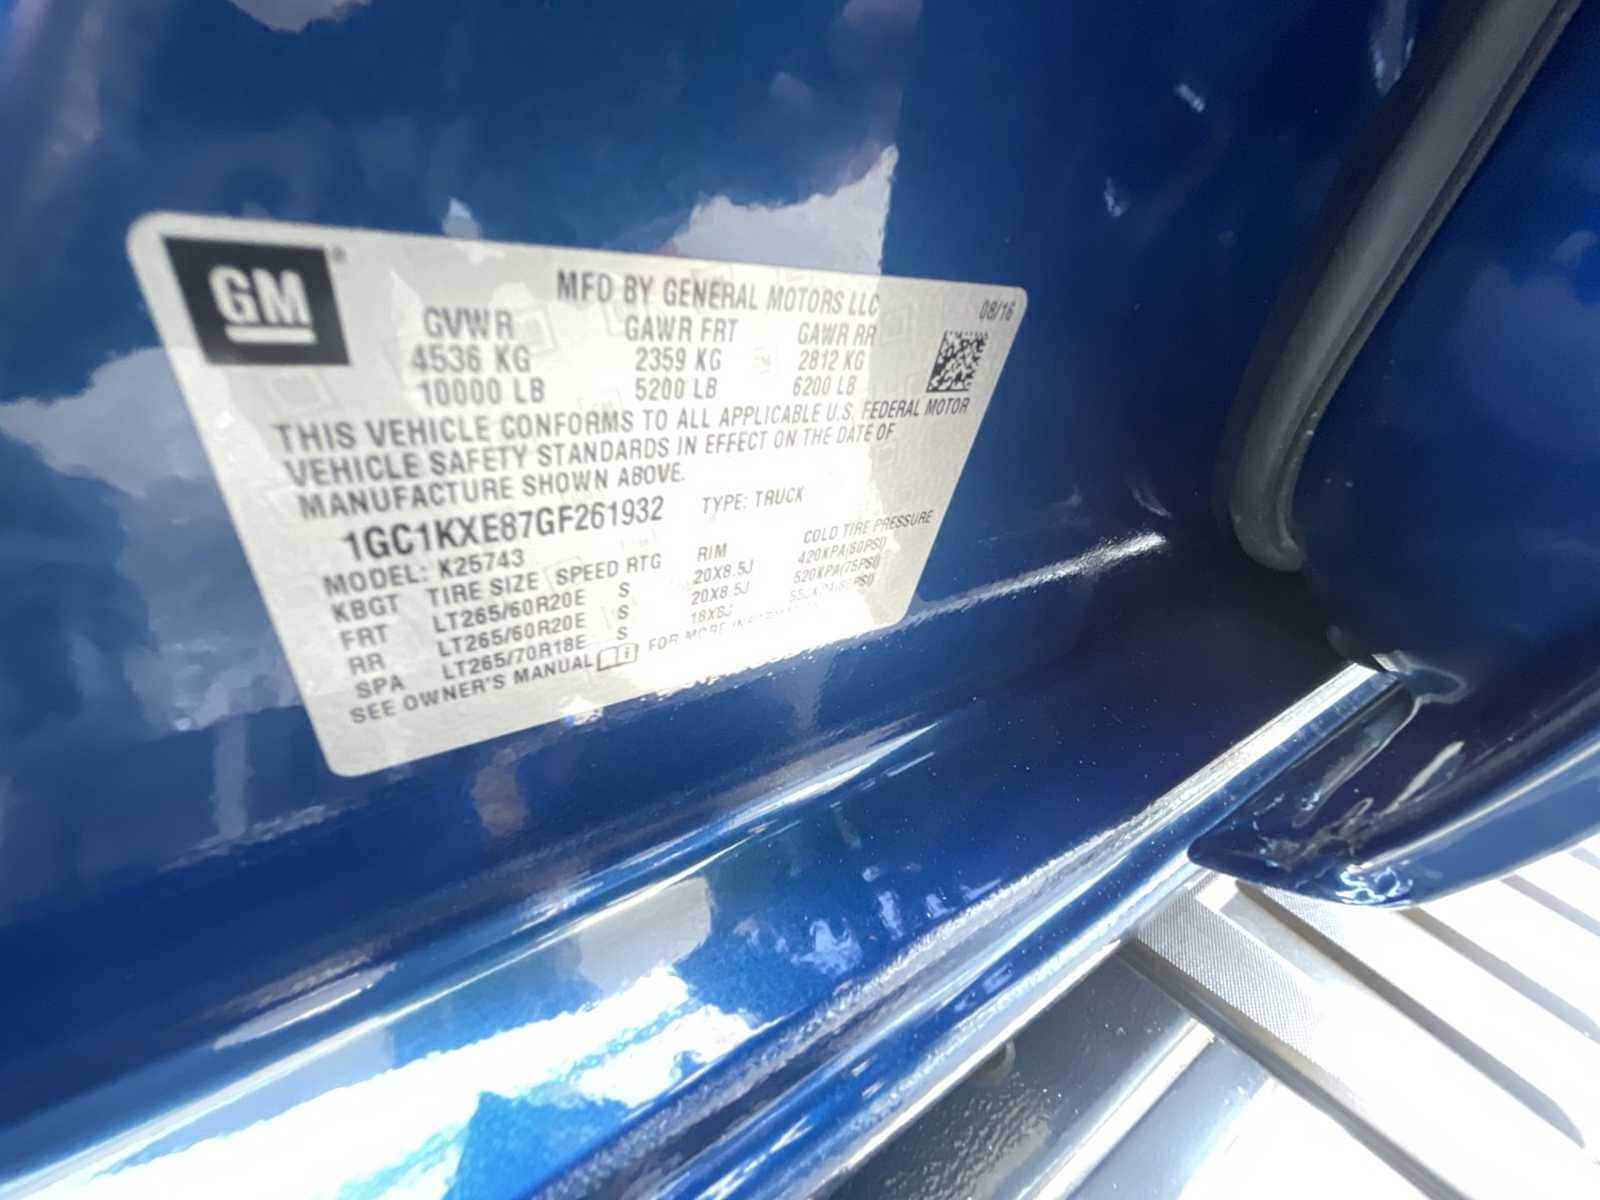 GM ®
MFD BY GENERAL MOTORS LLC 08/16
GVWR GAWR FRT GAWR RR
4536 KG 2359 KG 2812 KG
10000 LB 5200 LB 6200 LB
THIS VEHICLE CONFORMS TO ALL APPLICABLE U.S. FEDERAL MOTOR
VEHICLE SAFETY STANDARDS IN EFFECT ON THE DATE OF
MANUFACTURE SHOWN ABOVE.
1GC1KXE87GF261932 TYPE: TRUCK
MODEL: K25743
KBGT TIRE SIZE SPEED RTG RIM COLD TIRE PRESSURE
FRT LT265/60R20E S 20X8.5J 420KPA(60PSI)
RR LT265/60R20E S 20X8.5J 520KPA(75PSI)
SPA LT265/70R18E S 18X8J
SEE OWNER'S MANUAL FOR MORE